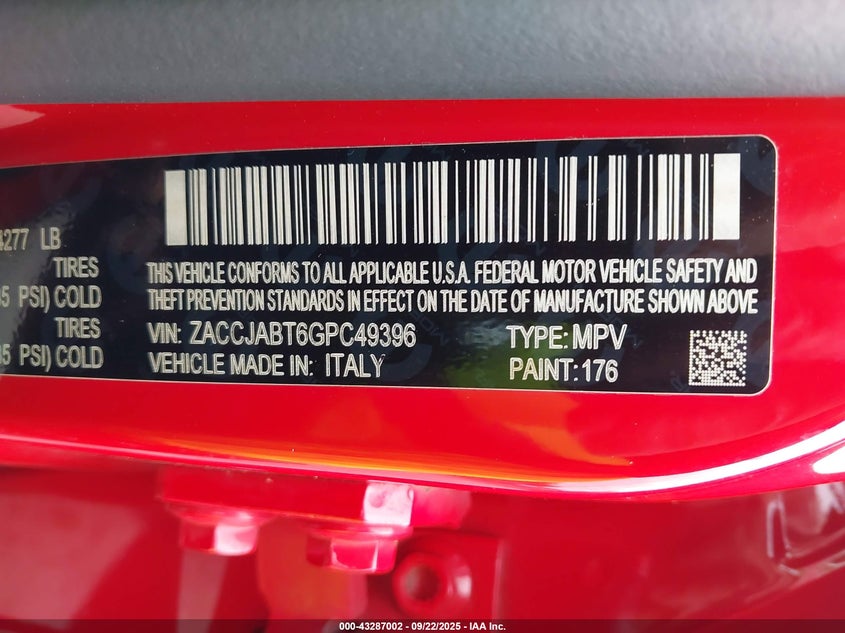 4277 LB
TIRES
PSI) COLD
TIRES
PSI) COLD
THIS VEHICLE CONFORMS TO ALL APPLICABLE U.S.A. FEDERAL MOTOR VEHICLE SAFETY AND
THEFT PREVENTION STANDARDS IN EFFECT ON THE DATE OF MANUFACTURE SHOWN ABOVE
VIN: ZACCJABT6GPC49396 TYPE: MPV
VEHICLE MADE IN: ITALY PAINT: 176
000-43287002 - 09/22/2025 - IAA Inc.